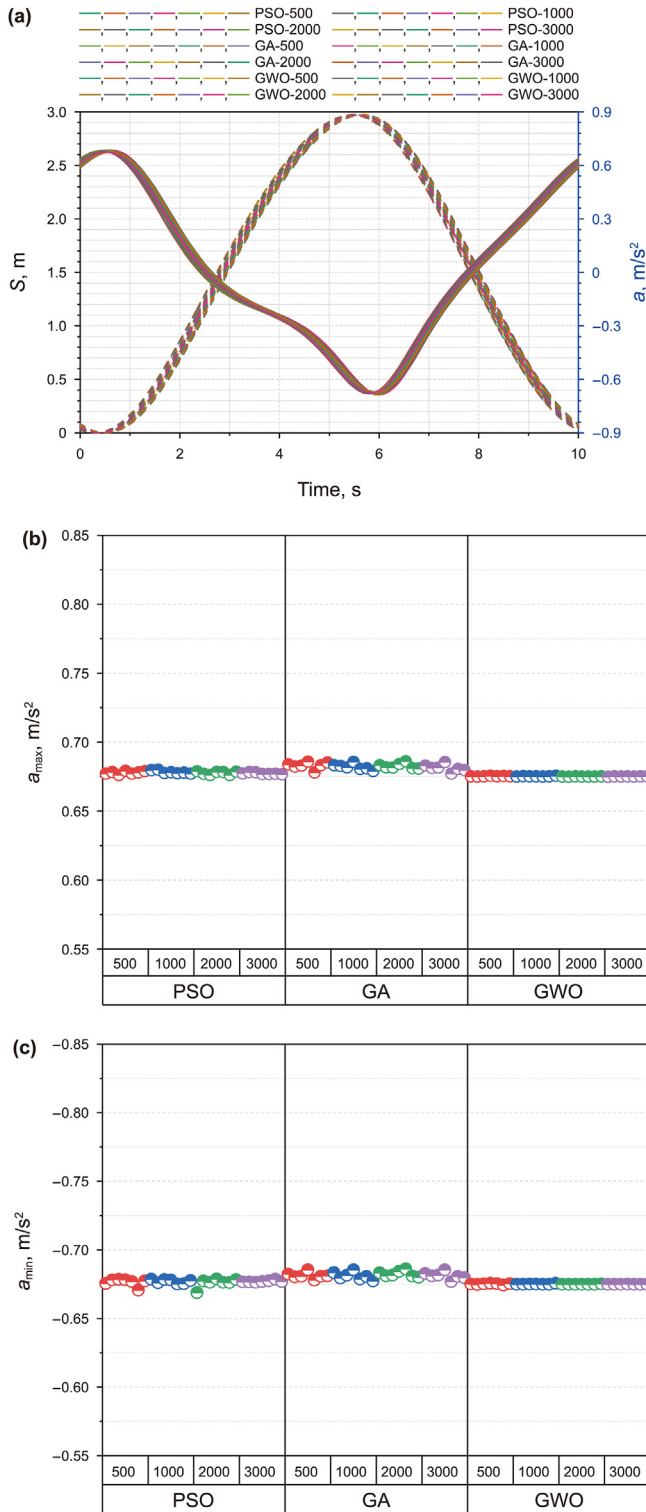 (a)
, , , , , , PSO-500 , , , , , , PSO-1000
, , , , , , PSO-2000 , , , , , , PSO-3000
, , , , , , GA-500 , , , , , , GA-1000
, , , , , , GA-2000 , , , , , , GA-3000
, , , , , , GWO-500 , , , , , , GWO-1000
, , , , , , GWO-2000 , , , , , , GWO-3000
3.0 0.9
2.5 0.6
2.0 0.3
1.5 0
1.0 −0.3
0.5 −0.6
0 −0.9
S, m
a, m/s²
0 2 4 6 8 10
Time, s
(b)
0.85
0.80
0.75
0.70
0.65
0.60
0.55
amax, m/s²
500 1000 2000 3000 500 1000 2000 3000 500 1000 2000 3000
PSO GA GWO
(c)
−0.85
−0.80
−0.75
−0.70
−0.65
−0.60
−0.55
amin, m/s²
500 1000 2000 3000 500 1000 2000 3000 500 1000 2000 3000
PSO GA GWO